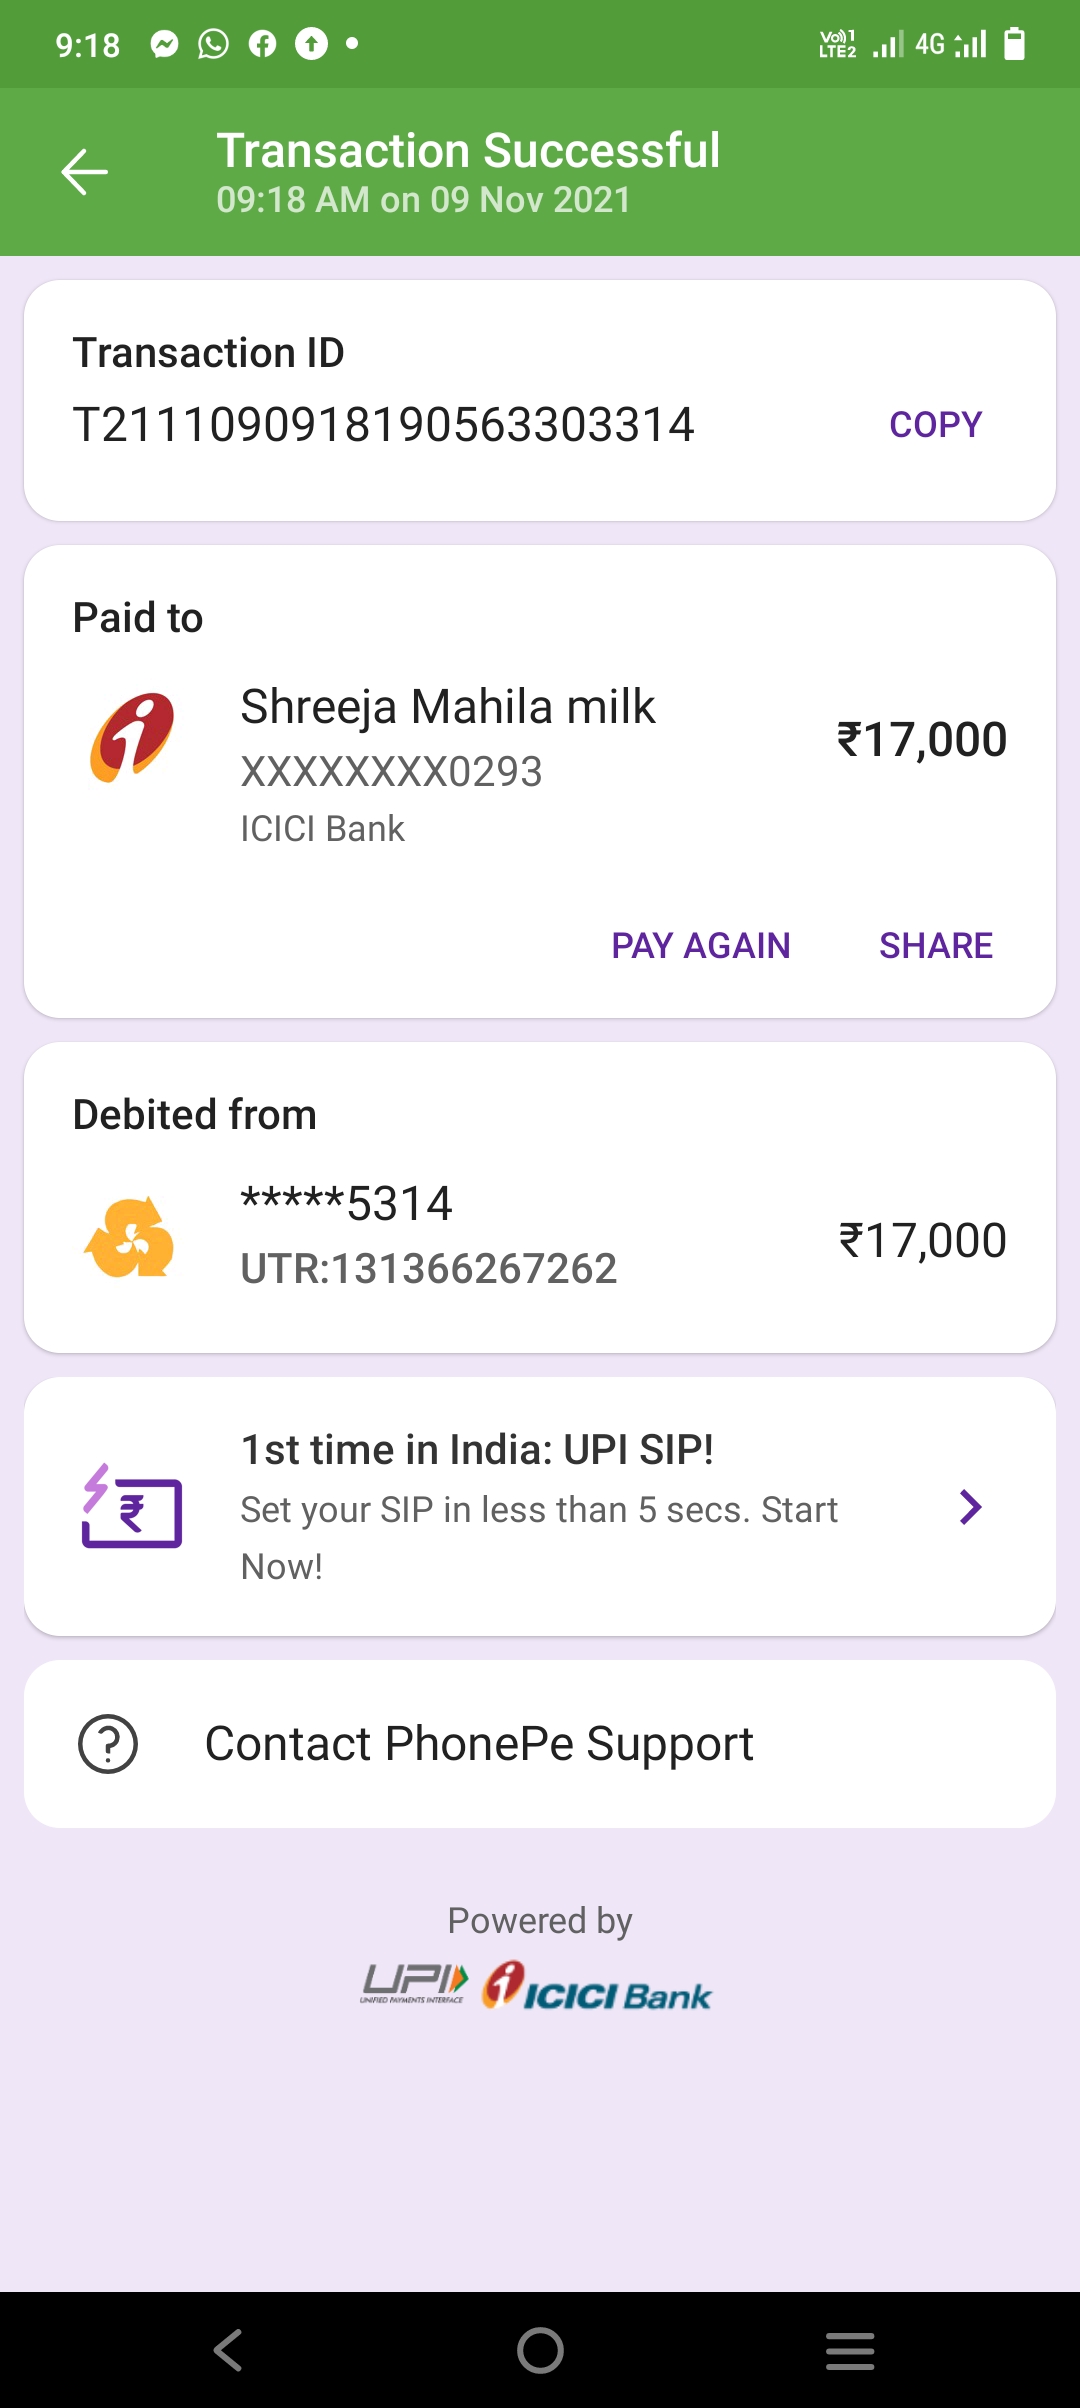 9:18 Vo))1 LTE2 4G
Transaction Successful
09:18 AM on 09 Nov 2021
Transaction ID
T2111090918190563303314 COPY
Paid to
Shreeja Mahila milk
₹17,000
XXXXXXXX0293
ICICI Bank
PAY AGAIN SHARE
Debited from
*****5314
₹17,000
UTR:131366267262
1st time in India: UPI SIP!
Set your SIP in less than 5 secs. Start
Now!
Contact PhonePe Support
Powered by
UPI ICICI Bank
UNIFIED PAYMENTS INTERFACE